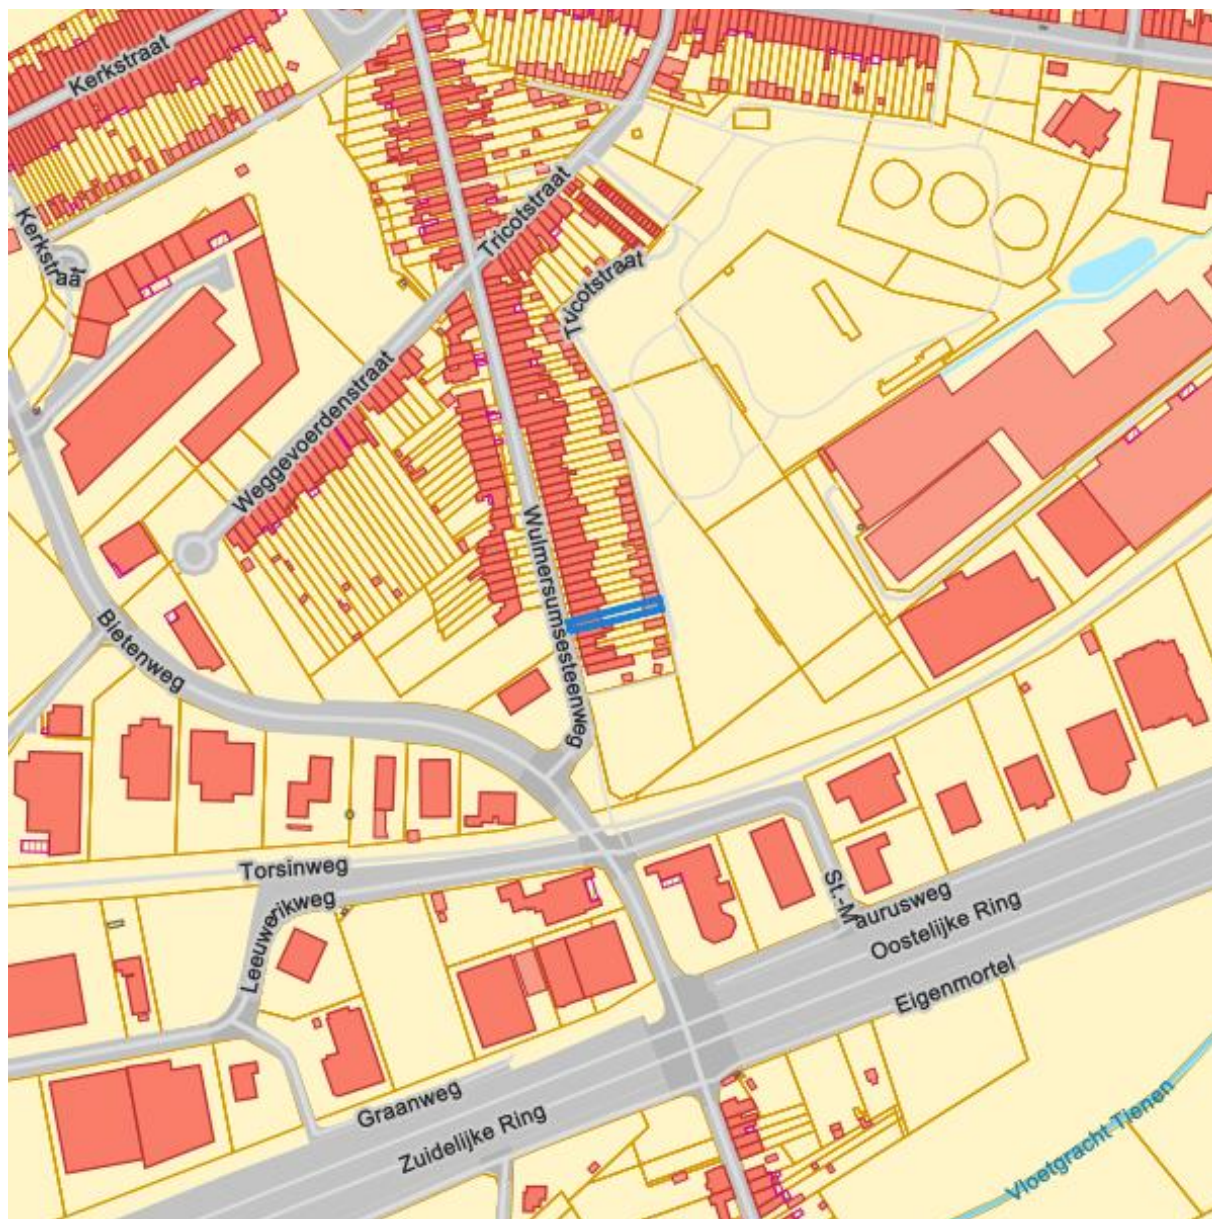 Kerkstraat
Kerkstraat
Tricotstraat
Tricotstraat
Weggevoerdenstraat
Wulmersumsesteenweg
Bietenweg
Torsinweg
Leeuwerikweg
St.-Maurusweg
Oostelijke Ring
Eigenmortel
Graanweg
Zuidelijke Ring
Vloetgracht Tienen